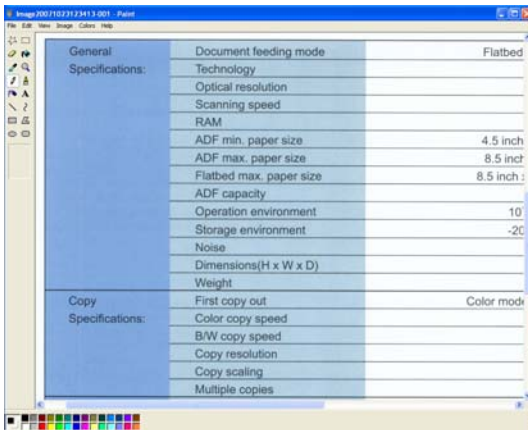 Image20071023123413-001 - Paint
File Edit View Image Colors Help
General Document feeding mode Flatbed
Specifications: Technology
Optical resolution
Scanning speed
RAM
ADF min. paper size 4.5 inch
ADF max. paper size 8.5 inch
Flatbed max. paper size 8.5 inch
ADF capacity
Operation environment 10
Storage environment -20
Noise
Dimensions(H x W x D)
Weight
Copy First copy out Color mode
Specifications: Color copy speed
B/W copy speed
Copy resolution
Copy scaling
Multiple copies